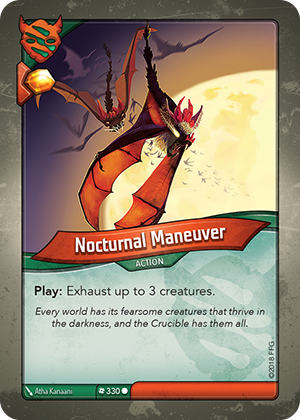 Nocturnal Maneuver
ACTION
Play: Exhaust up to 3 creatures.
Every world has its fearsome creatures that thrive in
the darkness, and the Crucible has them all.
©2018 FFG
Atha Kanaani
330